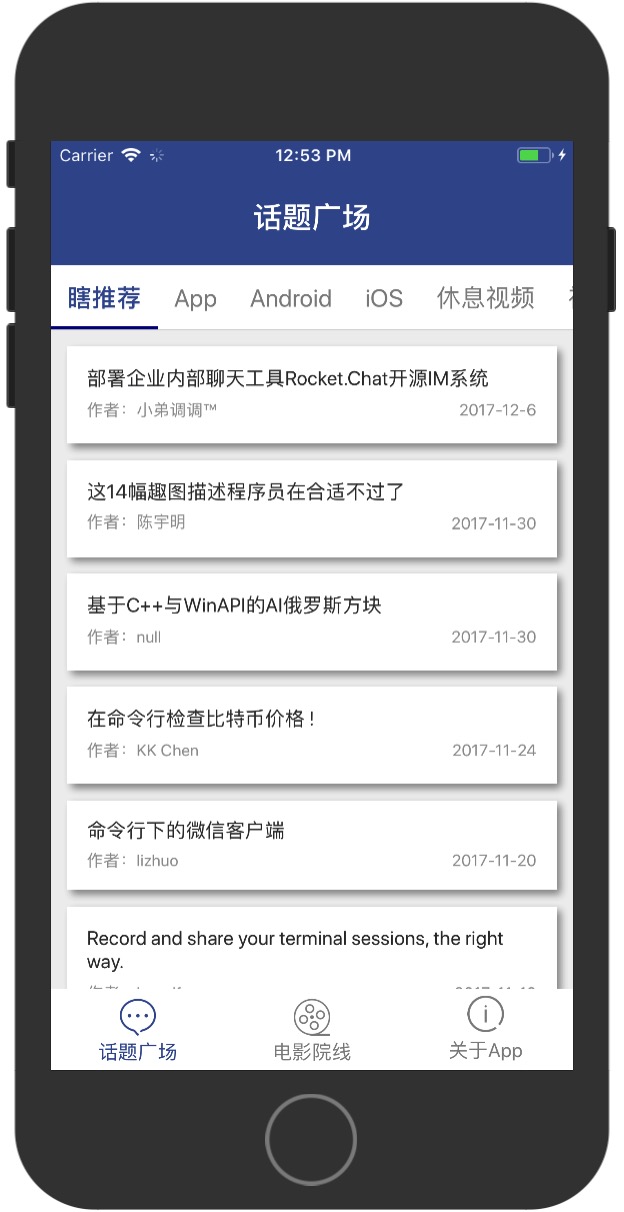 Carrier 12:53 PM
话题广场
瞎推荐 App Android iOS 休息视频
部署企业内部聊天工具Rocket.Chat开源IM系统
作者：小弟调调™ 2017-12-6
这14幅趣图描述程序员在合适不过了
作者：陈宇明 2017-11-30
基于C++与WinAPI的AI俄罗斯方块
作者：null 2017-11-30
在命令行检查比特币价格！
作者：KK Chen 2017-11-24
命令行下的微信客户端
作者：lizhuo 2017-11-20
Record and share your terminal sessions, the right
way.
话题广场 电影院线 关于App